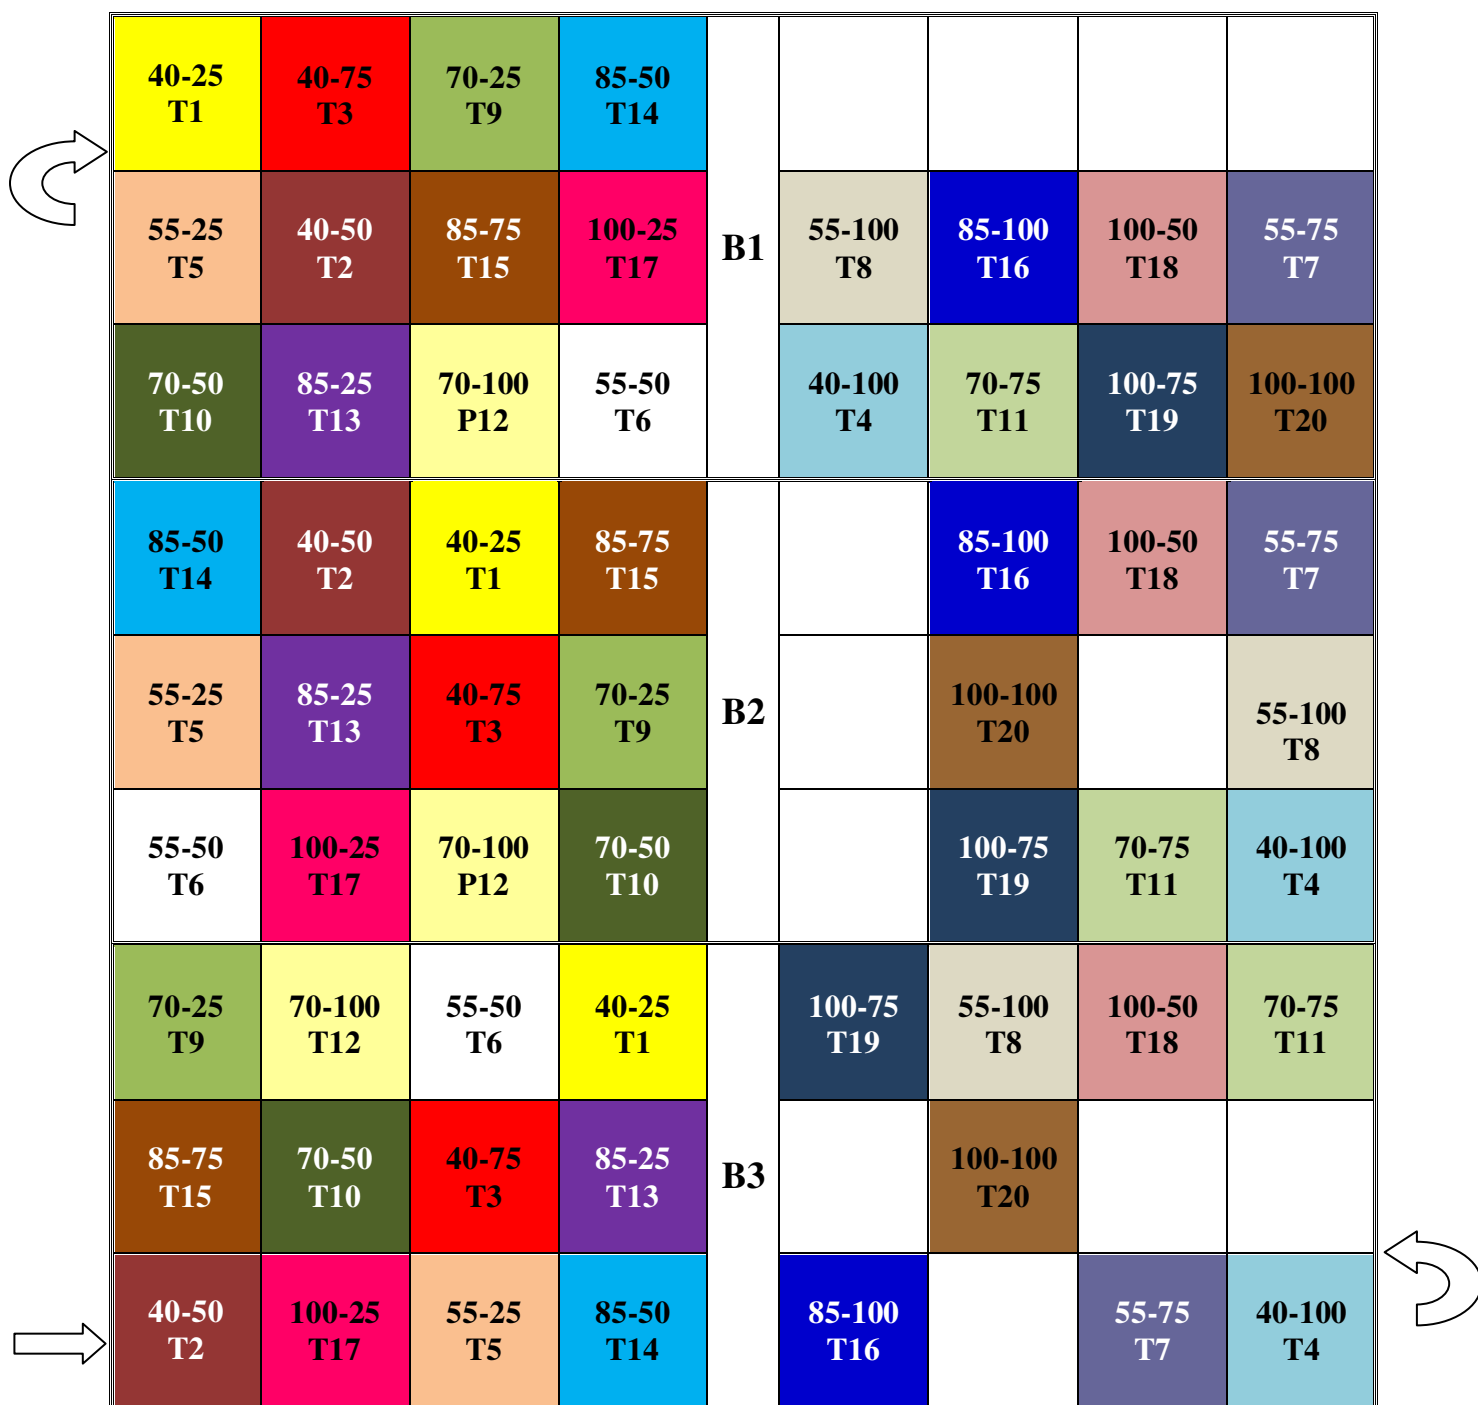 40-25 40-75 70-25 85-50
T1 T3 T9 T14
55-25 40-50 85-75 100-25 B1 55-100 85-100 100-50 55-75
T5 T2 T15 T17 T8 T16 T18 T7
70-50 85-25 70-100 55-50 40-100 70-75 100-75 100-100
T10 T13 P12 T6 T4 T11 T19 T20
85-50 40-50 40-25 85-75 85-100 100-50 55-75
T14 T2 T1 T15 T16 T18 T7
55-25 85-25 40-75 70-25 B2 100-100 55-100
T5 T13 T3 T9 T20 T8
55-50 100-25 70-100 70-50 100-75 70-75 40-100
T6 T17 P12 T10 T19 T11 T4
70-25 70-100 55-50 40-25 100-75 55-100 100-50 70-75
T9 T12 T6 T1 T19 T8 T18 T11
85-75 70-50 40-75 85-25 B3 100-100
T15 T10 T3 T13 T20
40-50 100-25 55-25 85-50 85-100 55-75 40-100
T2 T17 T5 T14 T16 T7 T4